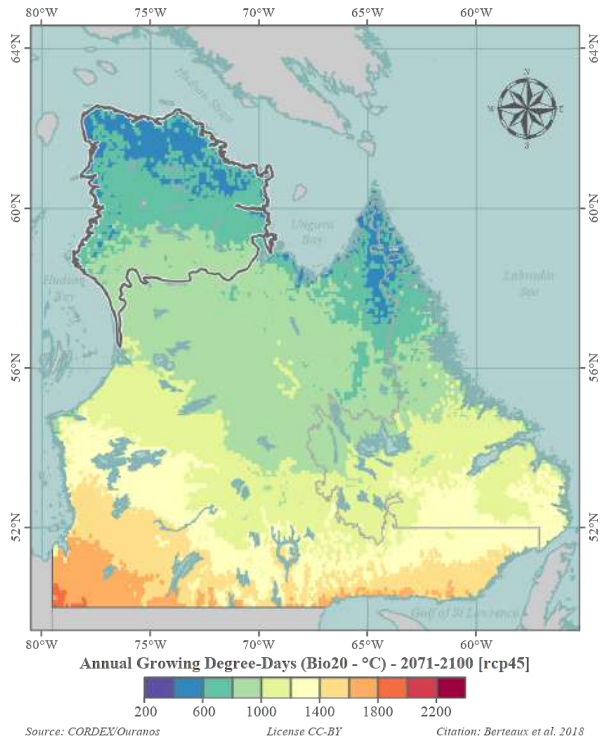 80°W 75°W 70°W 65°W 60°W
64°N 64°N
Hudson Strait
N
W E
S
60°N 60°N
Ungava
Bay
Hudson
Bay
Labrador
Sea
56°N 56°N
52°N 52°N
Gulf of St Lawrence
80°W 75°W 70°W 65°W 60°W
Annual Growing Degree-Days (Bio20 - °C) - 2071-2100 [rcp45]
200 600 1000 1400 1800 2200
Source: CORDEX/Ouranos License CC-BY Citation: Berteaux et al. 2018